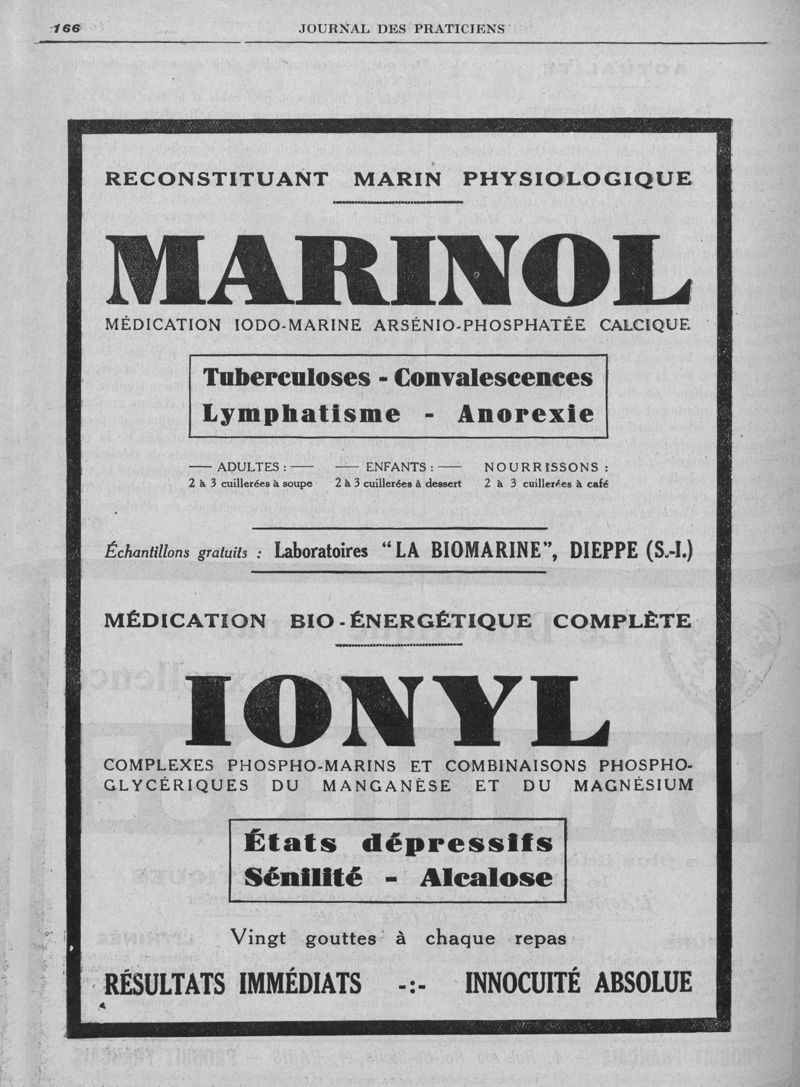 166
JOURNAL DES PRATICIENS
RECONSTITUANT MARIN PHYSIOLOGIQUE
MARINOL
MÉDICATION IODO-MARINE ARSÉNIO-PHOSPHATÉE CALCIQUE
Tuberculoses - Convalescences
Lymphatisme - Anorexie
— ADULTES : — — ENFANTS : — NOURRISSONS :
2 à 3 cuillerées à soupe 2 à 3 cuillerées à dessert 2 à 3 cuillerées à café
Échantillons gratuits : Laboratoires “LA BIOMARINE”, DIEPPE (S.-I.)
MÉDICATION BIO-ÉNERGÉTIQUE COMPLÈTE
IONYL
COMPLEXES PHOSPHO-MARINS ET COMBINAISONS PHOSPHO-
GLYCÉRIQUES DU MANGANÈSE ET DU MAGNÉSIUM
États dépressifs
Sénilité - Alcalose
Vingt gouttes à chaque repas
RÉSULTATS IMMÉDIATS -:- INNOCUITÉ ABSOLUE